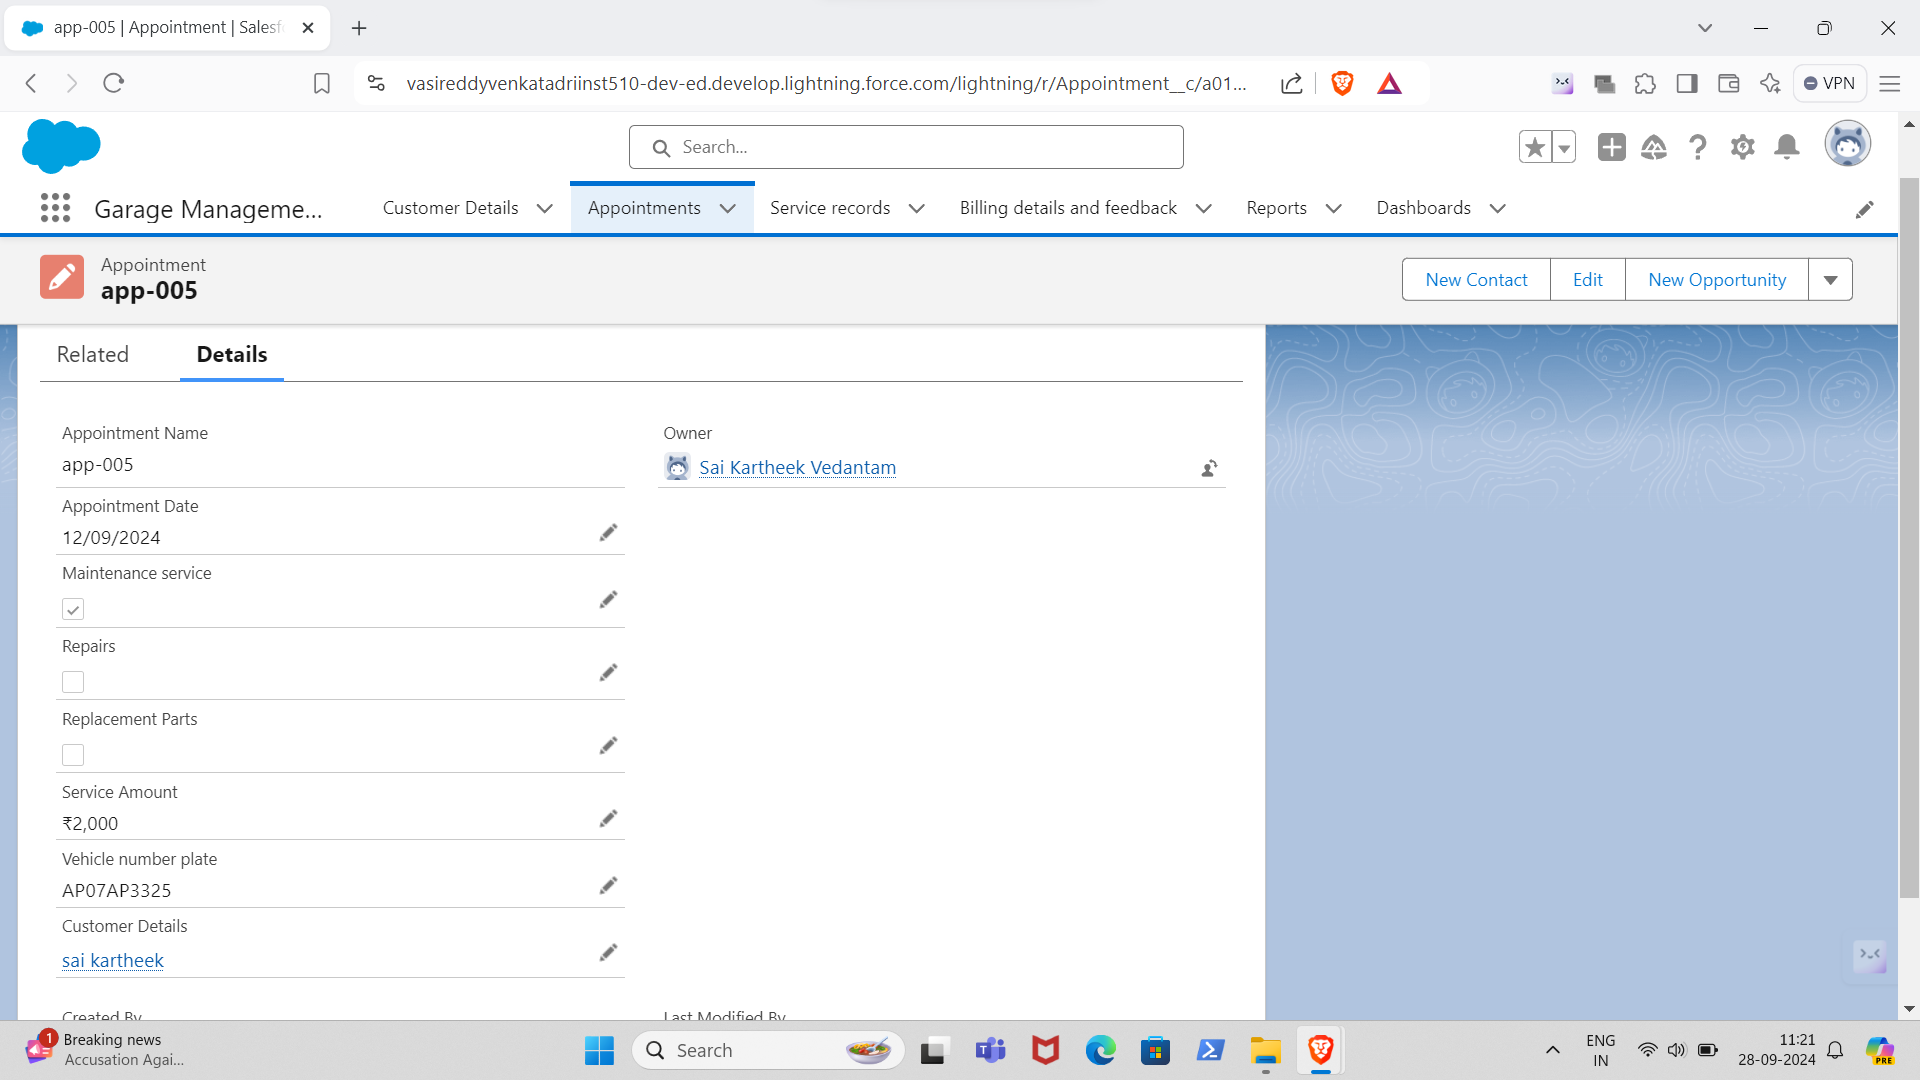 app-005 | Appointment | Salesf
vasireddyvenkatadriinst510-dev-ed.develop.lightning.force.com/lightning/r/Appointment__c/a01...
VPN
Search...
Garage Manageme...
Customer Details
Appointments
Service records
Billing details and feedback
Reports
Dashboards
Appointment
app-005
New Contact
Edit
New Opportunity
Related
Details
Appointment Name
app-005
Owner
Sai Kartheek Vedantam
Appointment Date
12/09/2024
Maintenance service
Repairs
Replacement Parts
Service Amount
₹2,000
Vehicle number plate
AP07AP3325
Customer Details
sai kartheek
Created By
Last Modified By
1
Breaking news
Accusation Agai...
Search
ENG
IN
11:21
28-09-2024
PRE